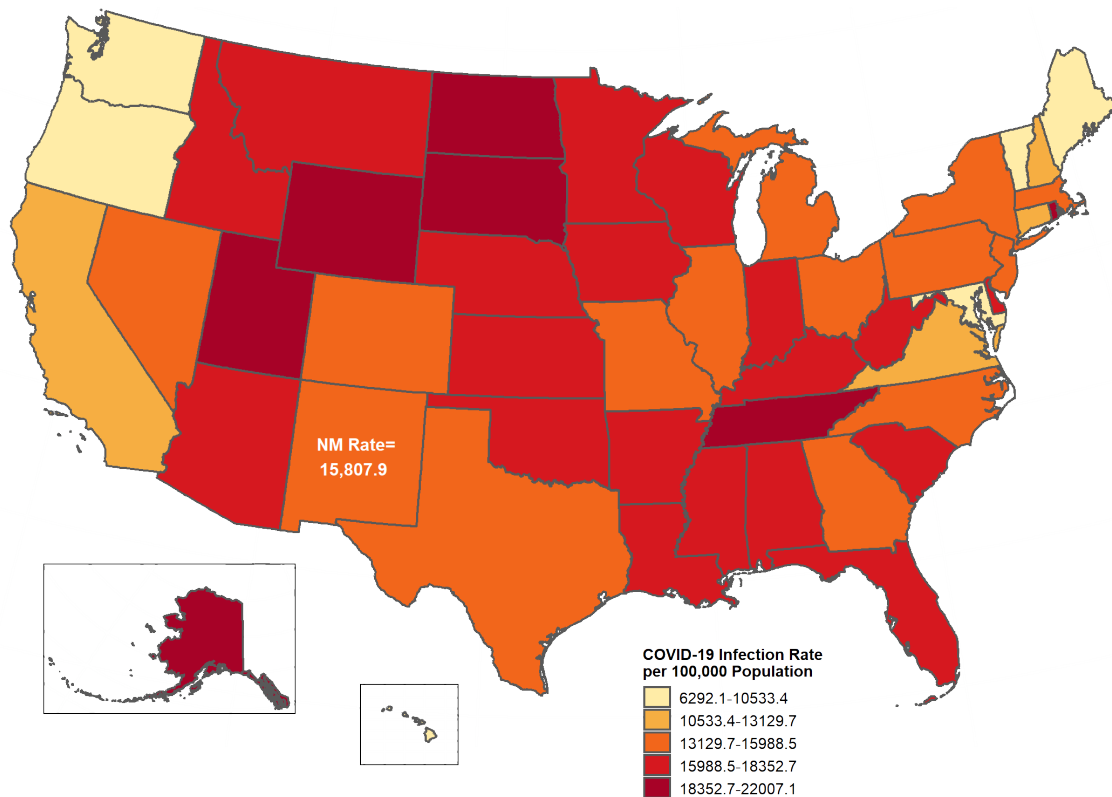 NM Rate=
15,807.9
COVID-19 Infection Rate
per 100,000 Population
6292.1-10533.4
10533.4-13129.7
13129.7-15988.5
15988.5-18352.7
18352.7-22007.1